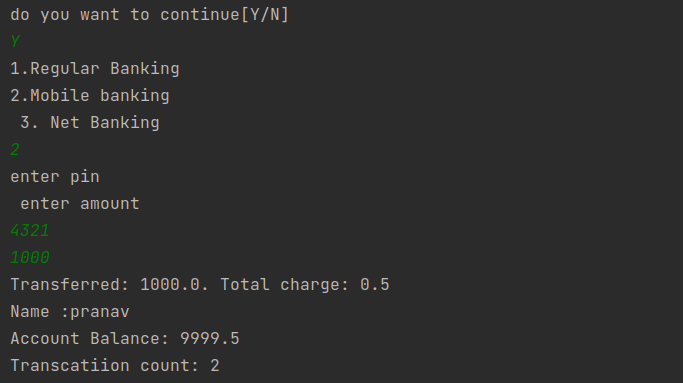 do you want to continue[Y/N]
Y
1.Regular Banking
2.Mobile banking
3. Net Banking
2
enter pin
enter amount
4321
1000
Transferred: 1000.0. Total charge: 0.5
Name :pranav
Account Balance: 9999.5
Transcatiion count: 2